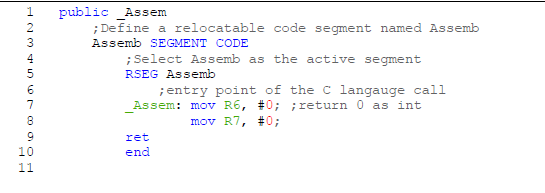 1 public _Assem
2 ;Define a relocatable code segment named Assemb
3 Assemb SEGMENT CODE
4 ;Select Assemb as the active segment
5 RSEG Assemb
6 ;entry point of the C langauge call
7 _Assem: mov R6, #0; ;return 0 as int
8 mov R7, #0;
9 ret
10 end
11